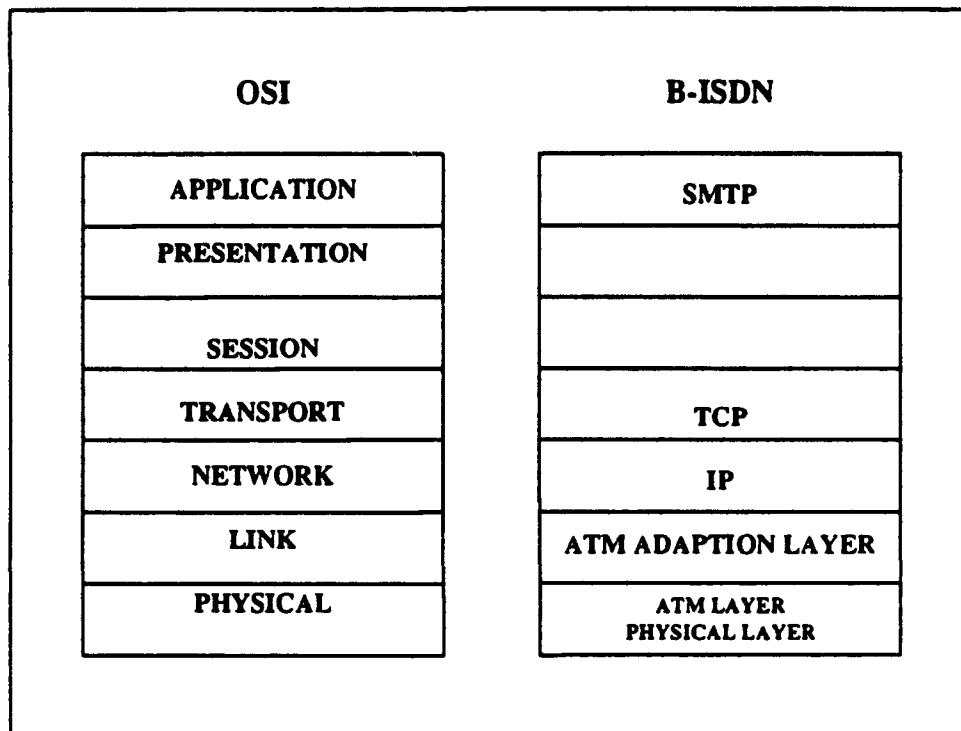 OSI
APPLICATION
PRESENTATION
SESSION
TRANSPORT
NETWORK
LINK
PHYSICAL
B-ISDN
SMTP
TCP
IP
ATM ADAPTION LAYER
ATM LAYER
PHYSICAL LAYER